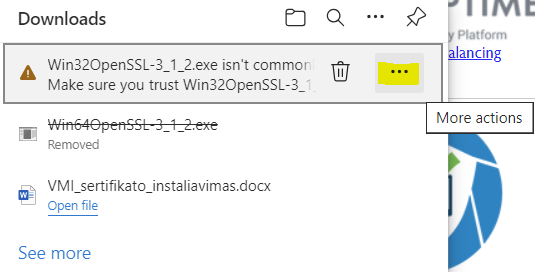 Downloads
Win32OpenSSL-3_1_2.exe isn't common
Make sure you trust Win32OpenSSL-3_1_
Win64OpenSSL-3_1_2.exe
Removed
VMI_sertifikato_instaliavimas.docx
Open file
See more
More actions
PTIME
y Platform
alancing